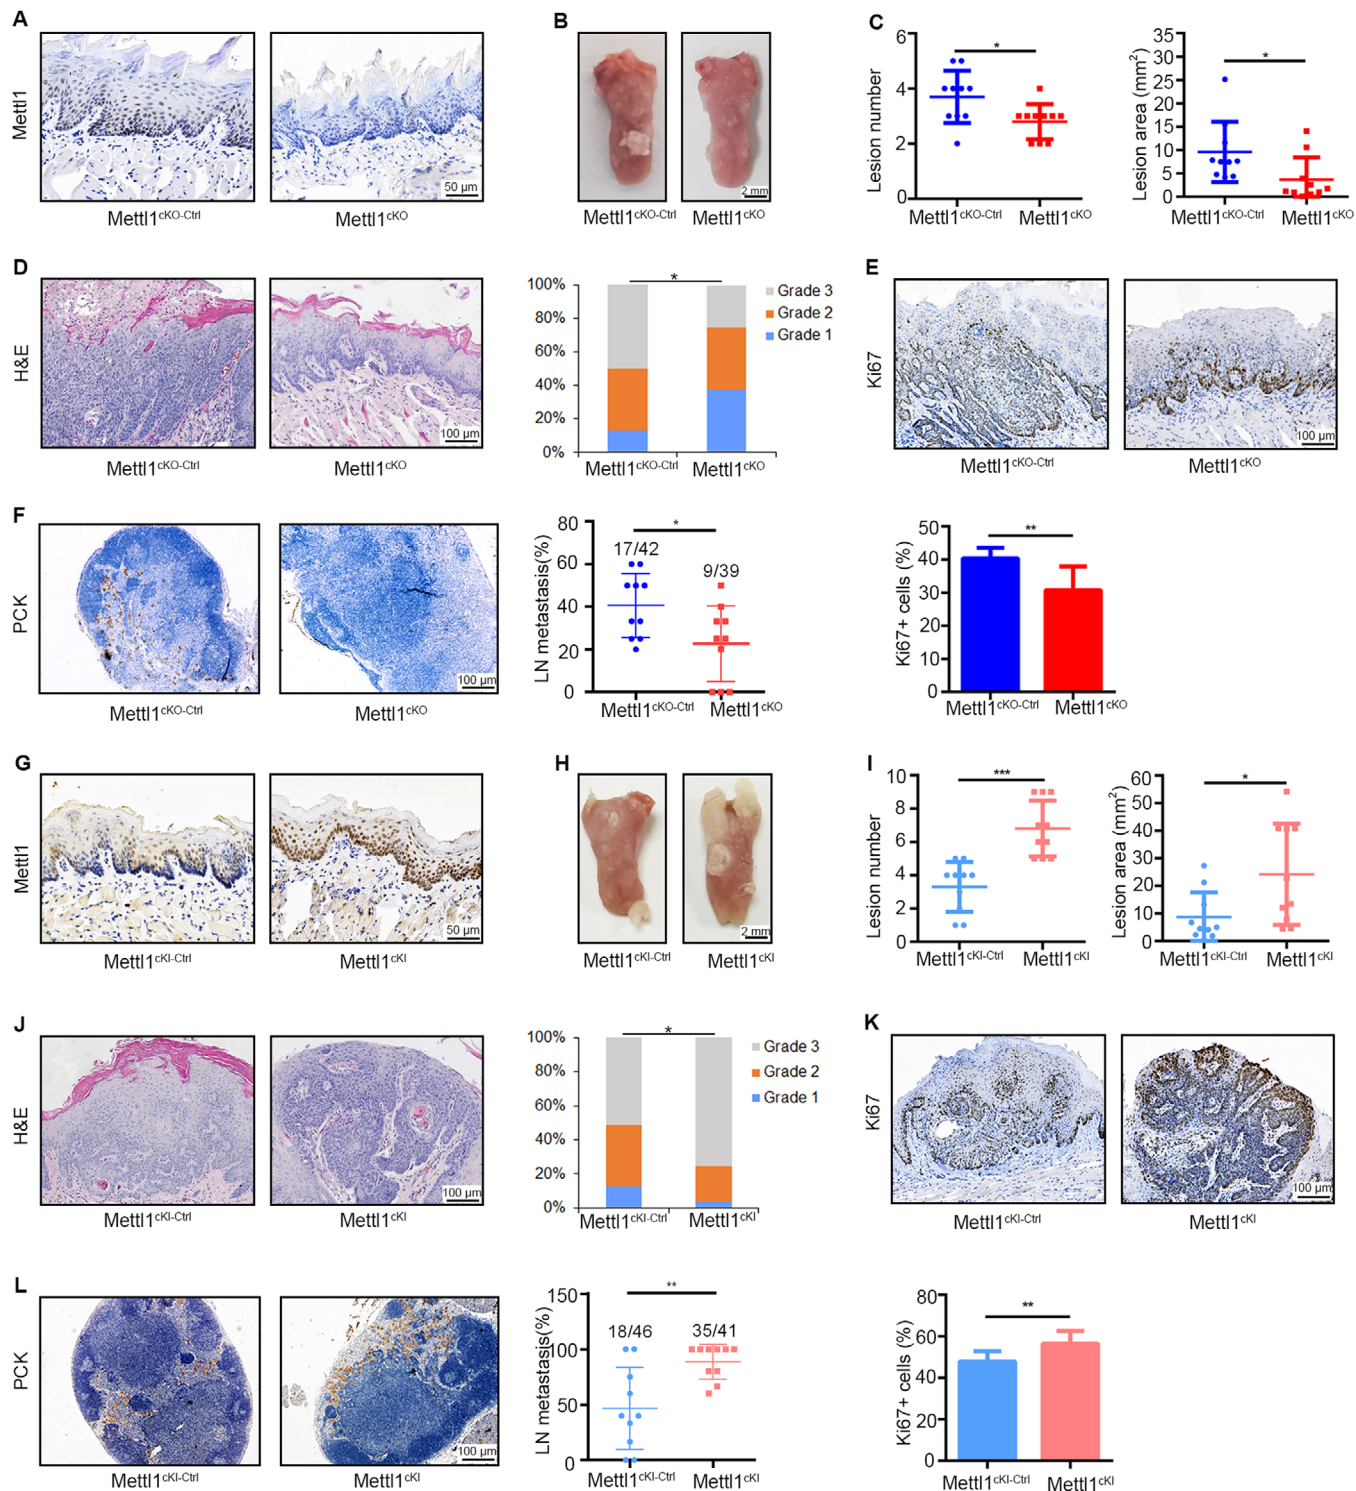 A
Mettl1
50 µm
Mettl1cKO-Ctrl
Mettl1cKO
B
2 mm
Mettl1cKO-Ctrl
Mettl1cKO
C
Lesion number
6
4
2
0
*
Mettl1cKO-Ctrl
Mettl1cKO
Lesion area (mm2)
35
30
25
20
15
10
5
0
*
Mettl1cKO-Ctrl
Mettl1cKO
D
H&E
100 µm
Mettl1cKO-Ctrl
Mettl1cKO
100%
80%
60%
40%
20%
0%
*
Grade 3
Grade 2
Grade 1
Mettl1cKO-Ctrl
Mettl1cKO
E
Ki67
100 µm
Mettl1cKO-Ctrl
Mettl1cKO
F
PCK
100 µm
Mettl1cKO-Ctrl
Mettl1cKO
LN metastasis(%)
80
60
40
20
0
*
17/42
9/39
Mettl1cKO-Ctrl
Mettl1cKO
Ki67+ cells (%)
50
40
30
20
10
0
**
Mettl1cKO-Ctrl
Mettl1cKO
G
Mettl1
50 µm
Mettl1cKI-Ctrl
Mettl1cKI
H
2 mm
Mettl1cKI-Ctrl
Mettl1cKI
I
Lesion number
10
8
6
4
2
0
***
Mettl1cKI-Ctrl
Mettl1cKI
Lesion area (mm2)
60
50
40
30
20
10
0
*
Mettl1cKI-Ctrl
Mettl1cKI
J
H&E
100 µm
Mettl1cKI-Ctrl
Mettl1cKI
100%
80%
60%
40%
20%
0%
*
Grade 3
Grade 2
Grade 1
Mettl1cKI-Ctrl
Mettl1cKI
K
Ki67
100 µm
Mettl1cKI-Ctrl
Mettl1cKI
L
PCK
100 µm
Mettl1cKI-Ctrl
Mettl1cKI
LN metastasis(%)
150
100
50
0
**
18/46
35/41
Mettl1cKI-Ctrl
Mettl1cKI
Ki67+ cells (%)
80
60
40
20
0
**
Mettl1cKI-Ctrl
Mettl1cKI